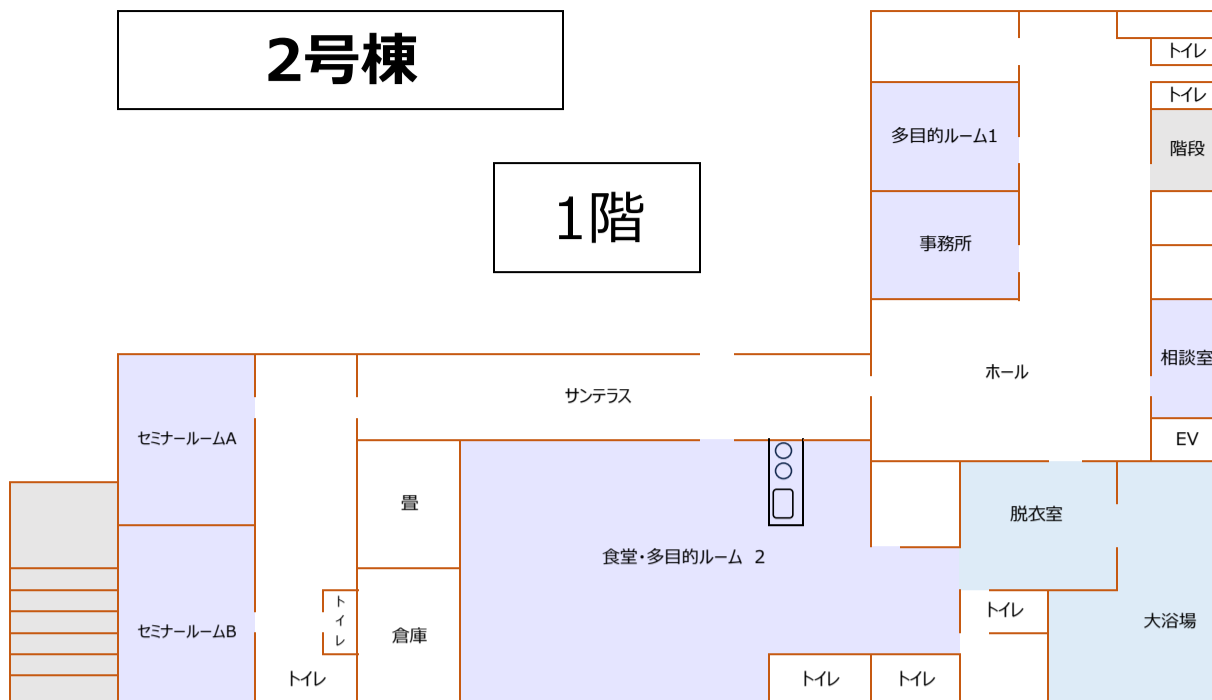 2号棟
トイレ
トイレ
多目的ルーム1
階段
1階
事務所
相談室
ホール
サンテラス
セミナールームA
EV
畳
脱衣室
食堂・多目的ルーム 2
トイレ
トイレ
大浴場
セミナールームB
倉庫
トイレ
トイレ
トイレ